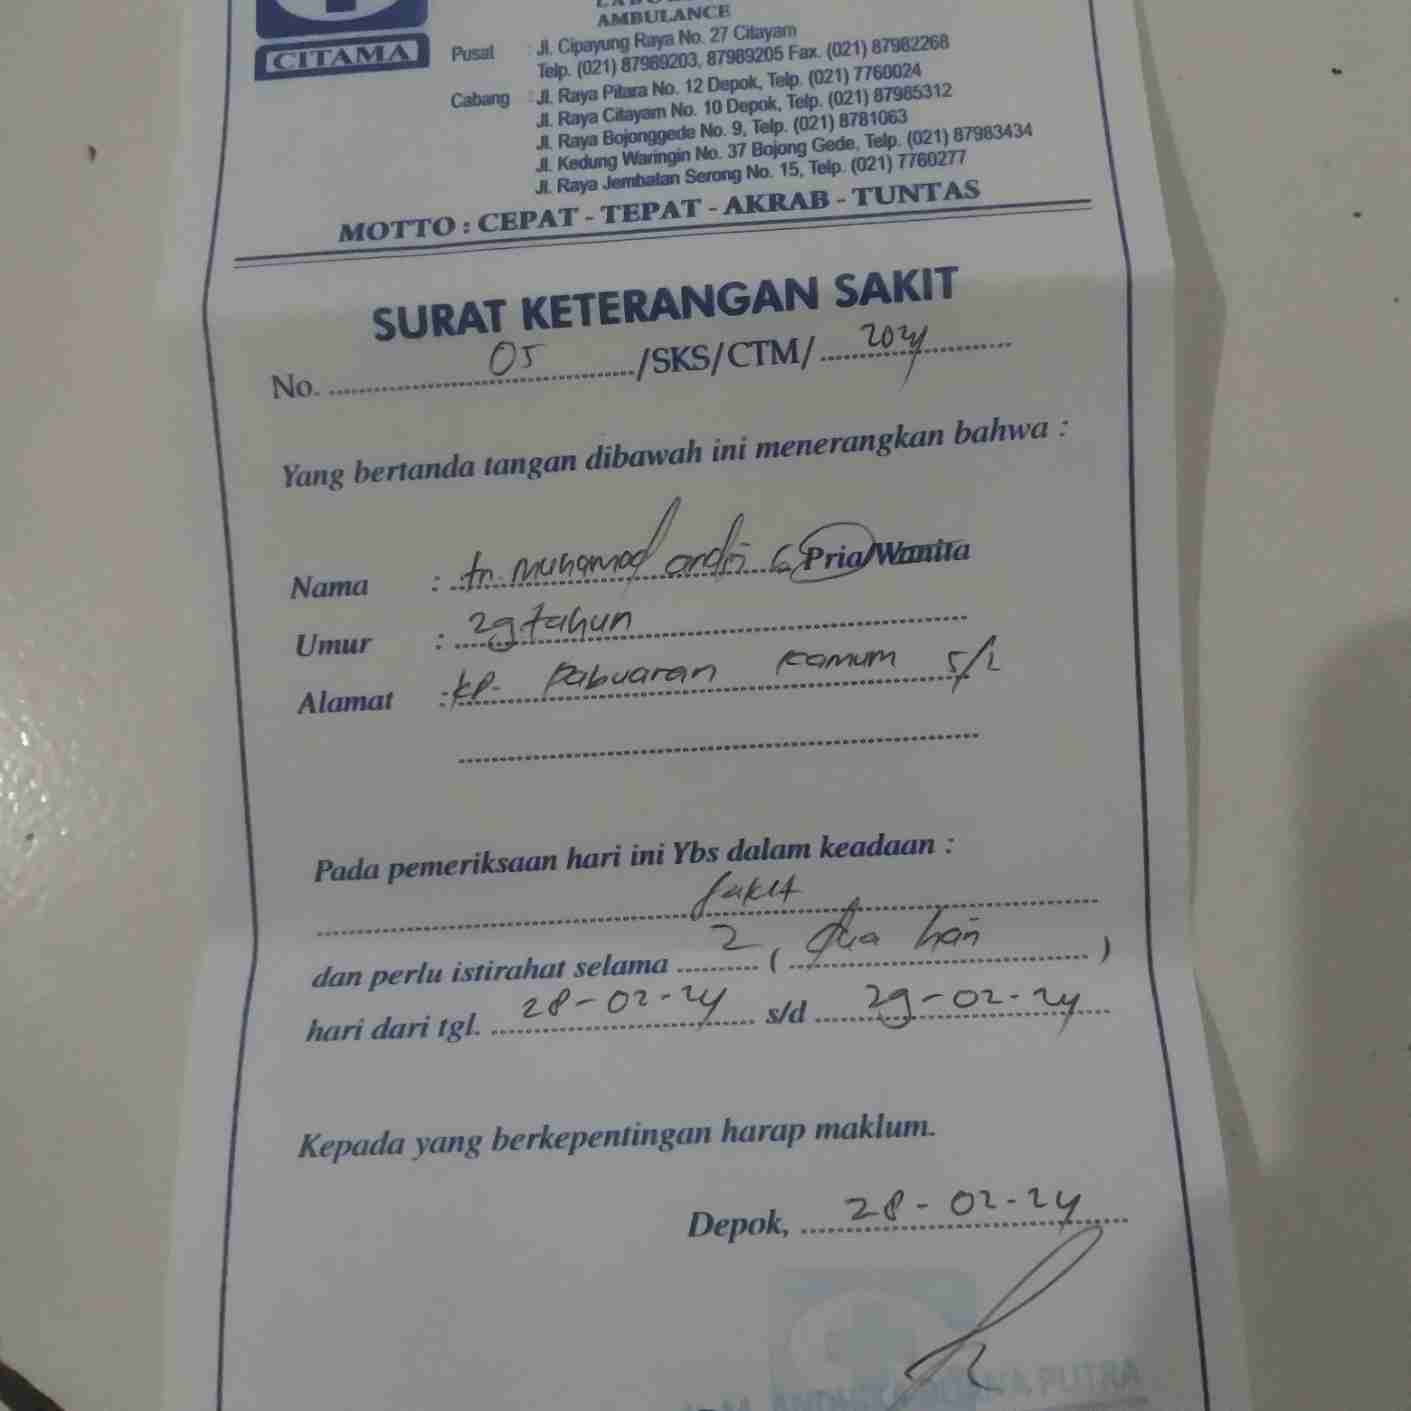 AMBULANCE
CITAMA
Pusat : Jl. Cipayung Raya No. 27 Citayam
Telp. (021) 87989203, 87989205 Fax. (021) 87982268
Cabang : Jl. Raya Pitara No. 12 Depok, Telp. (021) 7760024
Jl. Raya Citayam No. 10 Depok, Telp. (021) 87985312
Jl. Raya Bojonggede No. 9, Telp. (021) 8781063
Jl. Kedung Waringin No. 37 Bojong Gede, Telp. (021) 87983434
Jl. Raya Jembatan Serong No. 15, Telp. (021) 7760277
MOTTO : CEPAT - TEPAT - AKRAB - TUNTAS
SURAT KETERANGAN SAKIT
No. 05 /SKS/CTM/ 2024
Yang bertanda tangan dibawah ini menerangkan bahwa :
Nama : tn. muhamad andri Pria/Wanita
Umur : 29 tahun
Alamat : kp. pabuaran 5/2
Pada pemeriksaan hari ini Ybs dalam keadaan :
sakit
dan perlu istirahat selama 2 ( dua hari )
hari dari tgl. 28-02-24 s/d 29-02-24
Kepada yang berkepentingan harap maklum.
Depok, 28-02-24
PUTRA